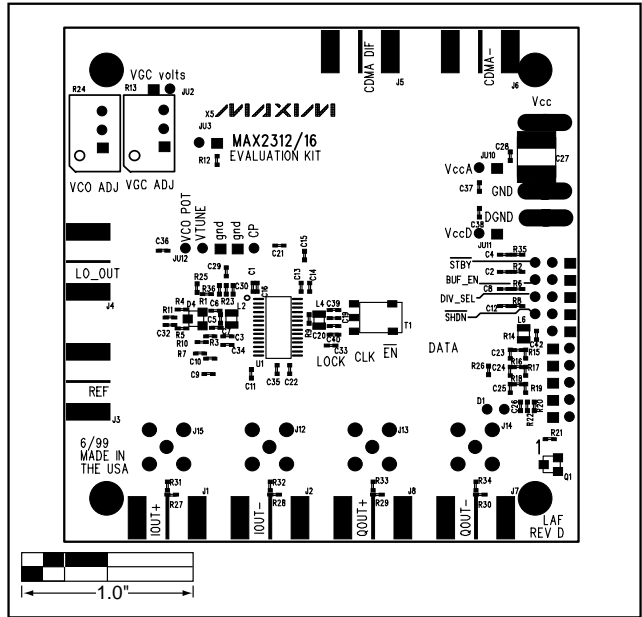 R24
VGC volts
R13
JU2
VCO ADJ
VGC ADJ
X5
MAXIM
JU3
MAX2312/16
EVALUATION KIT
R12
CDMA DIF
J5
CDMA-
J6
Vcc
C28
C27
VccA
JU10
C37
GND
C38
DGND
VccD
JU11
VCO POT
VTUNE
gnd
gnd
CP
JU12
C36
C21
C15
C29
R25
R36
C30
C1
C16
C13
C14
LO_OUT
J4
R4
D4
R1
C6
R23
L2
R11
C5
C32
R5
R3
C3
R10
C34
R7
C10
C9
U1
C11
C35
C22
R9
L4
C39
C19
C20
C40
C33
T1
LOCK
CLK
EN
DATA
STBY
C4
R35
BUF_EN
C2
R2
DIV_SEL
C8
R6
SHDN
C12
R8
L6
R14
C42
C23
R15
R16
R26
C24
R17
R18
C25
R19
D1
C26
R22
R20
R21
1
Q1
REF
J3
6/99
MADE IN
THE USA
J15
J12
J13
J14
R31
R27
J1
IOUT+
R32
R28
J2
IOUT-
R33
R29
J8
QOUT+
R34
R30
J7
QOUT-
LAF
REV D
1.0"